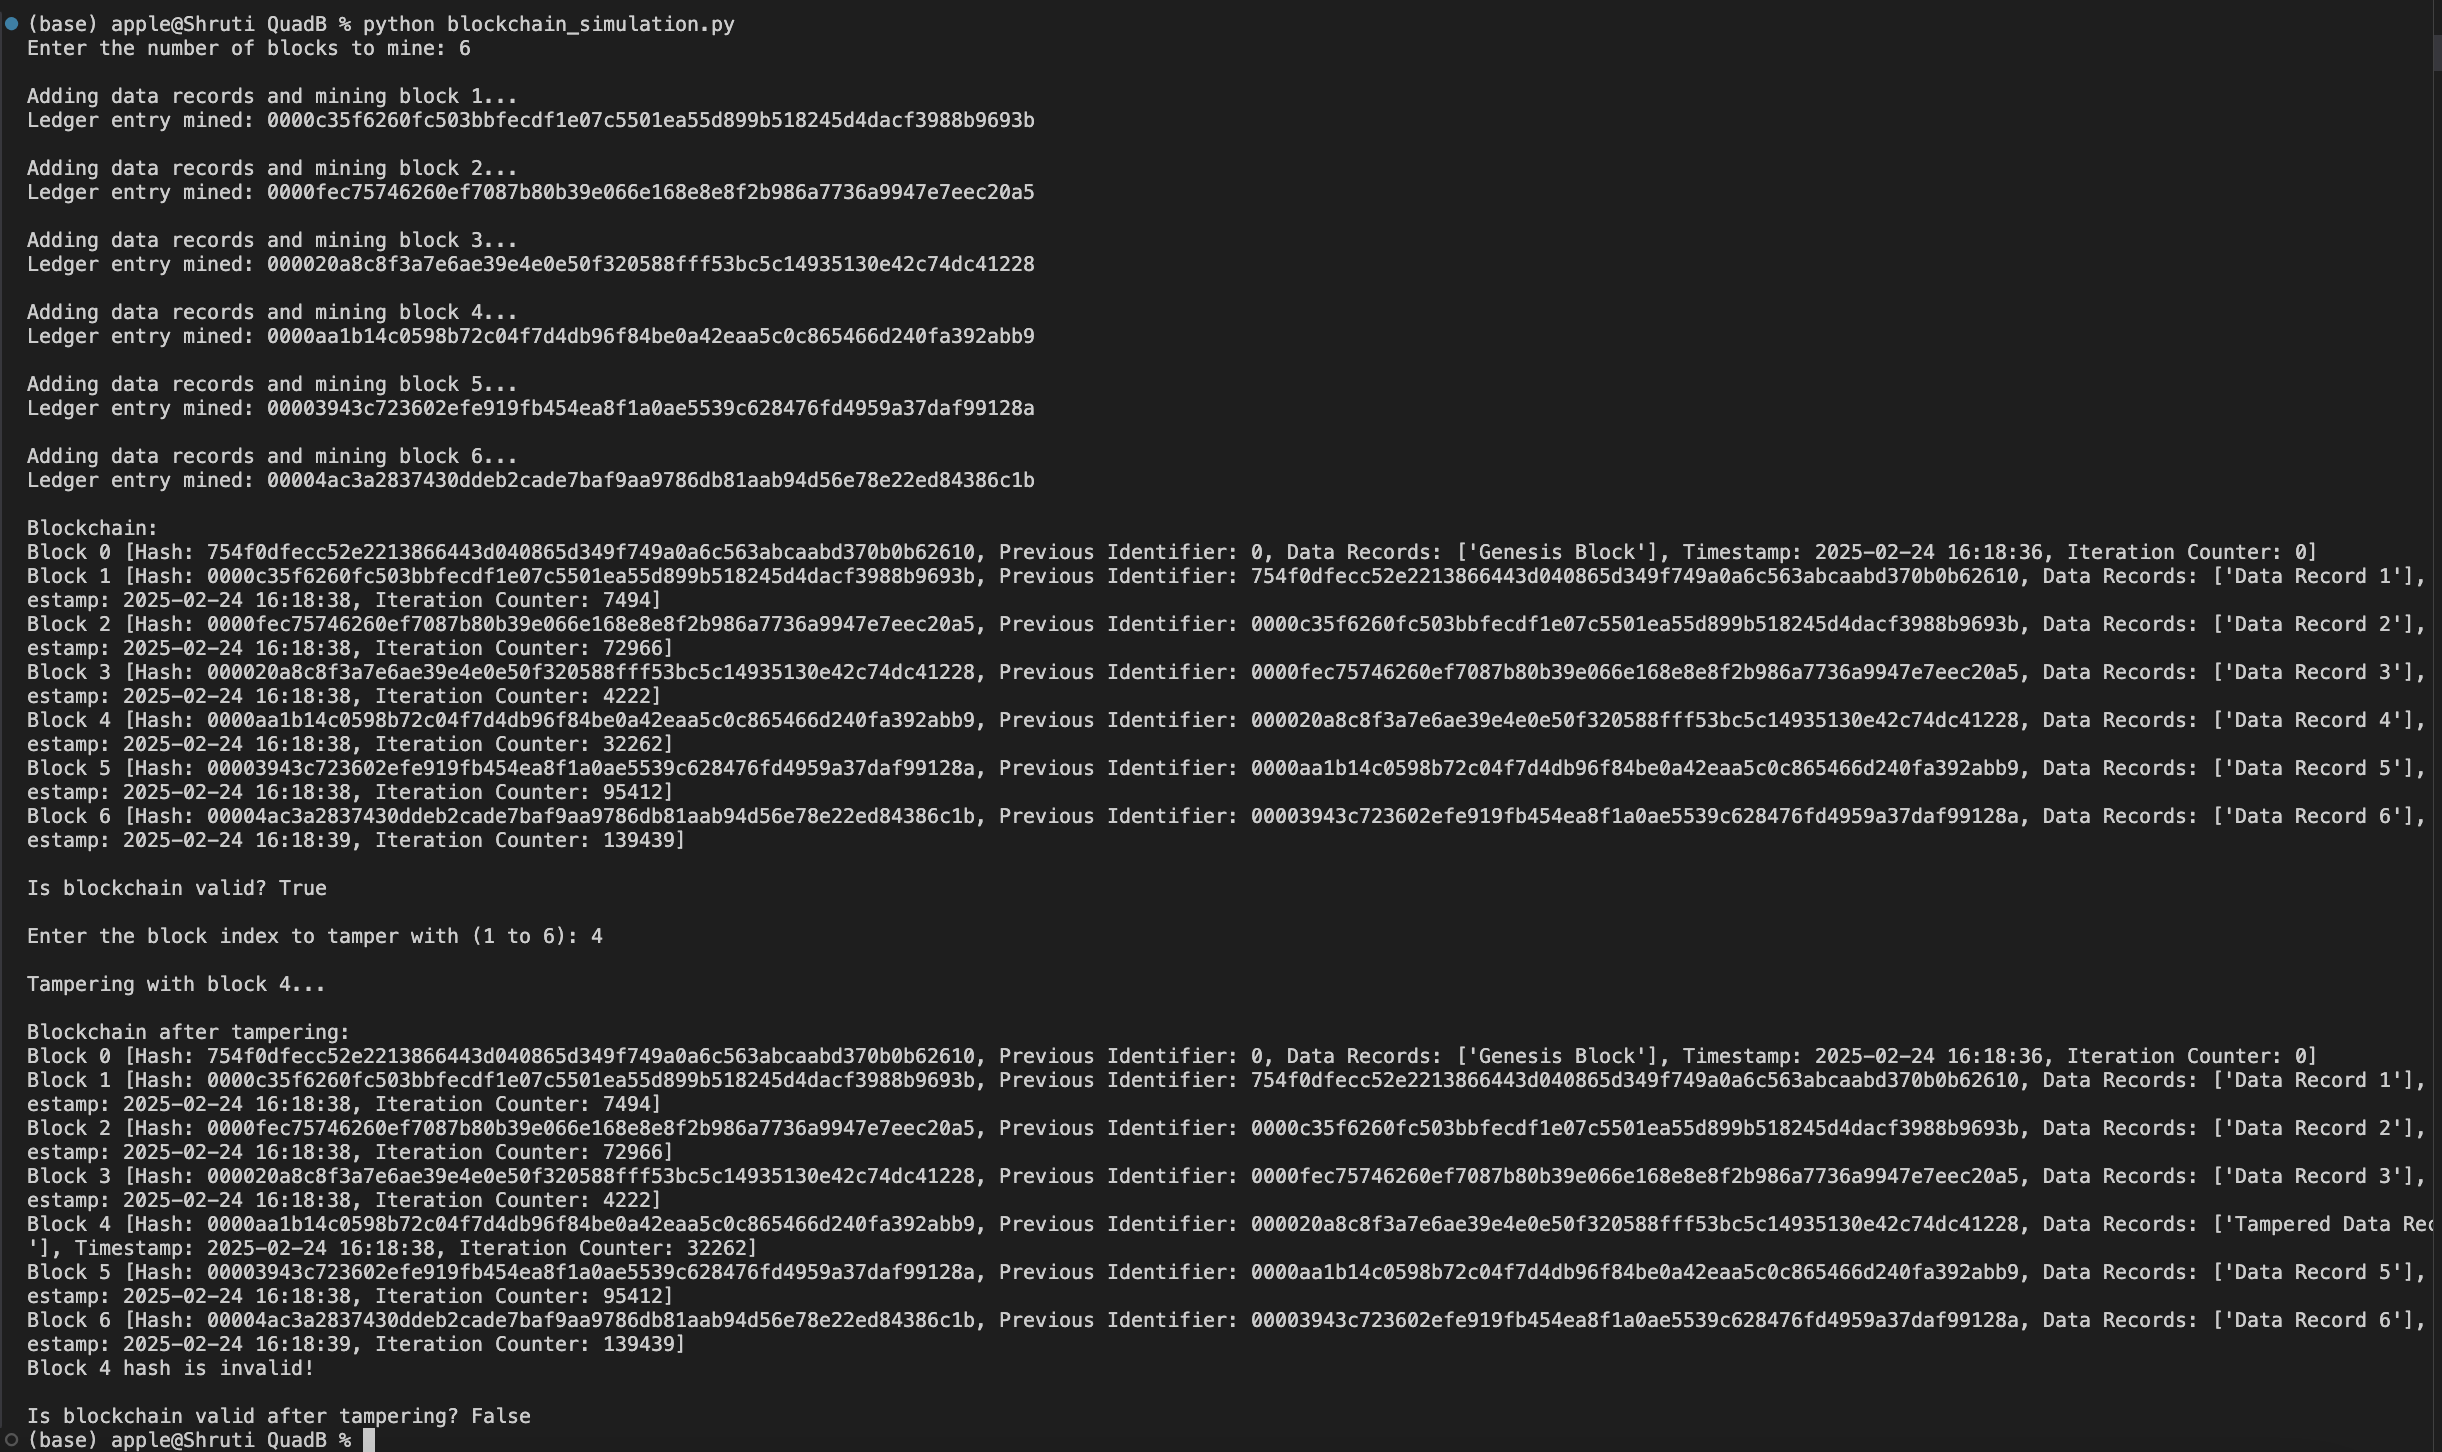 (base) apple@Shruti QuadB % python blockchain_simulation.py
Enter the number of blocks to mine: 6
Adding data records and mining block 1...
Ledger entry mined: 0000c35f6260fc503bbfecdf1e07c5501ea55d899b518245d4dacf3988b9693b
Adding data records and mining block 2...
Ledger entry mined: 0000fec75746260ef7087b80b39e066e168e8e8f2b986a7736a9947e7eec20a5
Adding data records and mining block 3...
Ledger entry mined: 000020a8c8f3a7e6ae39e4e0e50f320588fff53bc5c14935130e42c74dc41228
Adding data records and mining block 4...
Ledger entry mined: 0000aa1b14c0598b72c04f7d4db96f84be0a42eaa5c0c865466d240fa392abb9
Adding data records and mining block 5...
Ledger entry mined: 00003943c723602efe919fb454ea8f1a0ae5539c628476fd4959a37daf99128a
Adding data records and mining block 6...
Ledger entry mined: 00004ac3a2837430ddeb2cade7baf9aa9786db81aab94d56e78e22ed84386c1b
Blockchain:
Block 0 [Hash: 754f0dfecc52e2213866443d040865d349f749a0a6c563abcaabd370b0b62610, Previous Identifier: 0, Data Records: ['Genesis Block'], Timestamp: 2025-02-24 16:18:36, Iteration Counter: 0]
Block 1 [Hash: 0000c35f6260fc503bbfecdf1e07c5501ea55d899b518245d4dacf3988b9693b, Previous Identifier: 754f0dfecc52e2213866443d040865d349f749a0a6c563abcaabd370b0b62610, Data Records: ['Data Record 1'],
estamp: 2025-02-24 16:18:38, Iteration Counter: 7494]
Block 2 [Hash: 0000fec75746260ef7087b80b39e066e168e8e8f2b986a7736a9947e7eec20a5, Previous Identifier: 0000c35f6260fc503bbfecdf1e07c5501ea55d899b518245d4dacf3988b9693b, Data Records: ['Data Record 2'],
estamp: 2025-02-24 16:18:38, Iteration Counter: 72966]
Block 3 [Hash: 000020a8c8f3a7e6ae39e4e0e50f320588fff53bc5c14935130e42c74dc41228, Previous Identifier: 0000fec75746260ef7087b80b39e066e168e8e8f2b986a7736a9947e7eec20a5, Data Records: ['Data Record 3'],
estamp: 2025-02-24 16:18:38, Iteration Counter: 4222]
Block 4 [Hash: 0000aa1b14c0598b72c04f7d4db96f84be0a42eaa5c0c865466d240fa392abb9, Previous Identifier: 000020a8c8f3a7e6ae39e4e0e50f320588fff53bc5c14935130e42c74dc41228, Data Records: ['Data Record 4'],
estamp: 2025-02-24 16:18:38, Iteration Counter: 32262]
Block 5 [Hash: 00003943c723602efe919fb454ea8f1a0ae5539c628476fd4959a37daf99128a, Previous Identifier: 0000aa1b14c0598b72c04f7d4db96f84be0a42eaa5c0c865466d240fa392abb9, Data Records: ['Data Record 5'],
estamp: 2025-02-24 16:18:38, Iteration Counter: 95412]
Block 6 [Hash: 00004ac3a2837430ddeb2cade7baf9aa9786db81aab94d56e78e22ed84386c1b, Previous Identifier: 00003943c723602efe919fb454ea8f1a0ae5539c628476fd4959a37daf99128a, Data Records: ['Data Record 6'],
estamp: 2025-02-24 16:18:39, Iteration Counter: 139439]
Is blockchain valid? True
Enter the block index to tamper with (1 to 6): 4
Tampering with block 4...
Blockchain after tampering:
Block 0 [Hash: 754f0dfecc52e2213866443d040865d349f749a0a6c563abcaabd370b0b62610, Previous Identifier: 0, Data Records: ['Genesis Block'], Timestamp: 2025-02-24 16:18:36, Iteration Counter: 0]
Block 1 [Hash: 0000c35f6260fc503bbfecdf1e07c5501ea55d899b518245d4dacf3988b9693b, Previous Identifier: 754f0dfecc52e2213866443d040865d349f749a0a6c563abcaabd370b0b62610, Data Records: ['Data Record 1'],
estamp: 2025-02-24 16:18:38, Iteration Counter: 7494]
Block 2 [Hash: 0000fec75746260ef7087b80b39e066e168e8e8f2b986a7736a9947e7eec20a5, Previous Identifier: 0000c35f6260fc503bbfecdf1e07c5501ea55d899b518245d4dacf3988b9693b, Data Records: ['Data Record 2'],
estamp: 2025-02-24 16:18:38, Iteration Counter: 72966]
Block 3 [Hash: 000020a8c8f3a7e6ae39e4e0e50f320588fff53bc5c14935130e42c74dc41228, Previous Identifier: 0000fec75746260ef7087b80b39e066e168e8e8f2b986a7736a9947e7eec20a5, Data Records: ['Data Record 3'],
estamp: 2025-02-24 16:18:38, Iteration Counter: 4222]
Block 4 [Hash: 0000aa1b14c0598b72c04f7d4db96f84be0a42eaa5c0c865466d240fa392abb9, Previous Identifier: 000020a8c8f3a7e6ae39e4e0e50f320588fff53bc5c14935130e42c74dc41228, Data Records: ['Tampered Data Rec
'], Timestamp: 2025-02-24 16:18:38, Iteration Counter: 32262]
Block 5 [Hash: 00003943c723602efe919fb454ea8f1a0ae5539c628476fd4959a37daf99128a, Previous Identifier: 0000aa1b14c0598b72c04f7d4db96f84be0a42eaa5c0c865466d240fa392abb9, Data Records: ['Data Record 5'],
estamp: 2025-02-24 16:18:38, Iteration Counter: 95412]
Block 6 [Hash: 00004ac3a2837430ddeb2cade7baf9aa9786db81aab94d56e78e22ed84386c1b, Previous Identifier: 00003943c723602efe919fb454ea8f1a0ae5539c628476fd4959a37daf99128a, Data Records: ['Data Record 6'],
estamp: 2025-02-24 16:18:39, Iteration Counter: 139439]
Block 4 hash is invalid!
Is blockchain valid after tampering? False
(base) apple@Shruti QuadB %